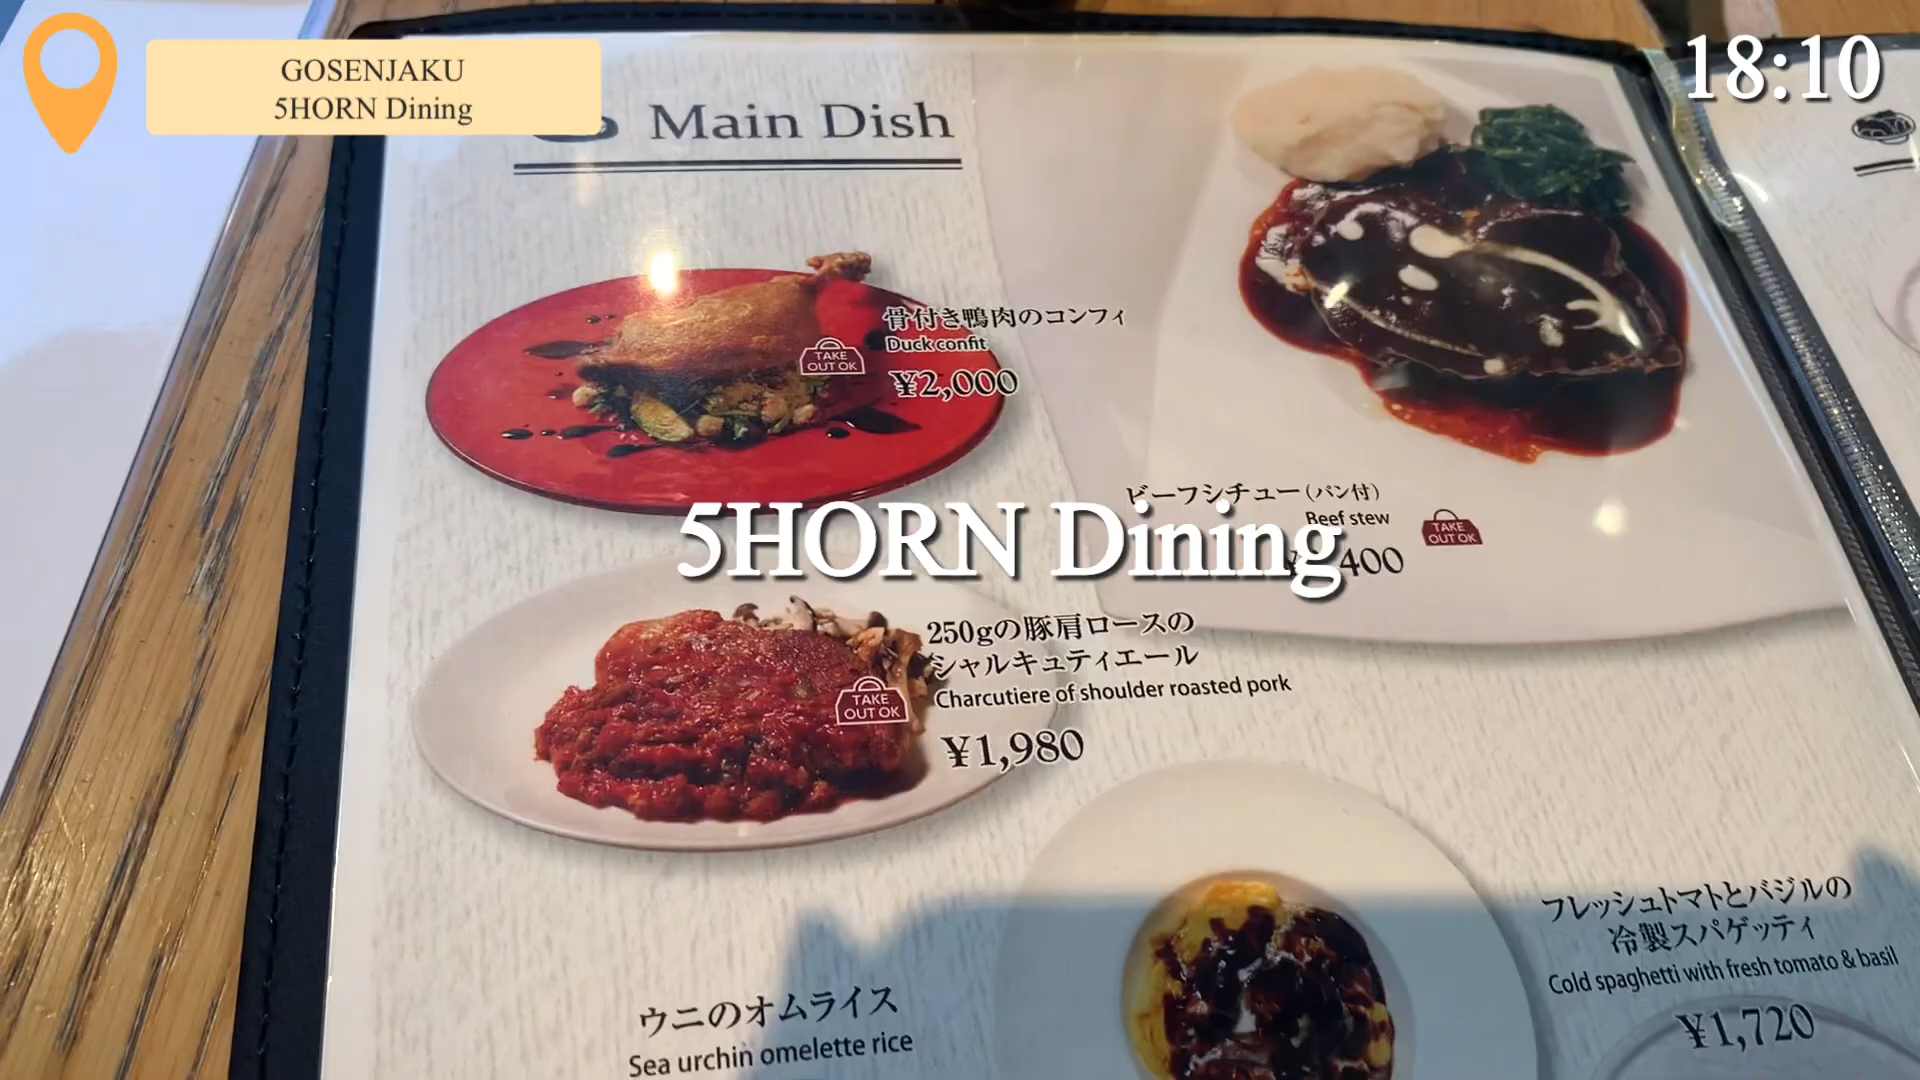 GOSENJAKU
5HORN Dining
18:10
Main Dish
骨付き鴨肉のコンフィ
Duck confit
¥2,000
TAKE
OUT OK
ビーフシチュー(パン付)
Beef stew
400
TAKE
OUT OK
5HORN Dining
250gの豚肩ロースの
シャルキュティエール
Charcutiere of shoulder roasted pork
¥1,980
TAKE
OUT OK
フレッシュトマトとバジルの
冷製スパゲッティ
Cold spaghetti with fresh tomato & basil
¥1,720
ウニのオムライス
Sea urchin omelette rice